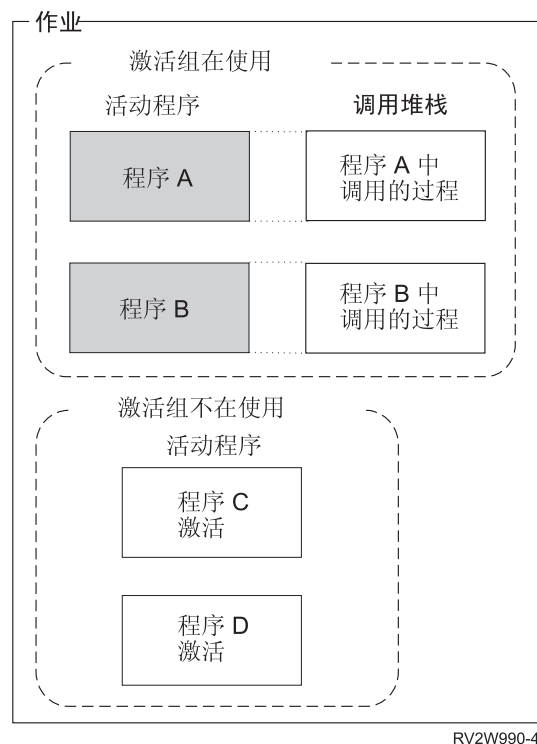 作业
激活组在使用
活动程序
调用堆栈
程序 A
程序 A 中
调用的过程
程序 B
程序 B 中
调用的过程
激活组不在使用
活动程序
程序 C
激活
程序 D
激活
RV2W990-4